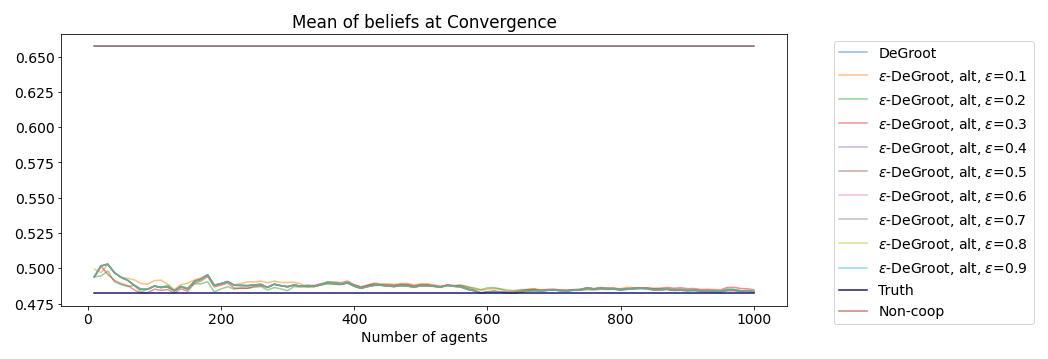 Mean of beliefs at Convergence
0.650
0.625
0.600
0.575
0.550
0.525
0.500
0.475
0
200
400
600
800
1000
Number of agents
DeGroot
ε-DeGroot, alt, ε=0.1
ε-DeGroot, alt, ε=0.2
ε-DeGroot, alt, ε=0.3
ε-DeGroot, alt, ε=0.4
ε-DeGroot, alt, ε=0.5
ε-DeGroot, alt, ε=0.6
ε-DeGroot, alt, ε=0.7
ε-DeGroot, alt, ε=0.8
ε-DeGroot, alt, ε=0.9
Truth
Non-coop